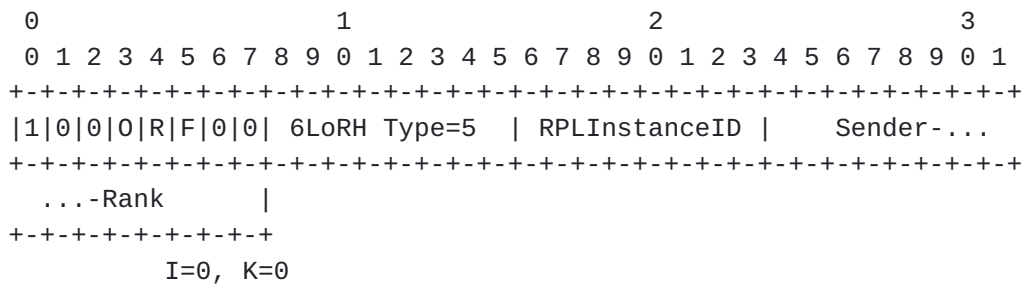 0                   1                   2                   3
 0 1 2 3 4 5 6 7 8 9 0 1 2 3 4 5 6 7 8 9 0 1 2 3 4 5 6 7 8 9 0 1
+-+-+-+-+-+-+-+-+-+-+-+-+-+-+-+-+-+-+-+-+-+-+-+-+-+-+-+-+-+-+-+-+
|1|0|0|O|R|F|0|0| 6LoRH Type=5  | RPLInstanceID |    Sender-...
+-+-+-+-+-+-+-+-+-+-+-+-+-+-+-+-+-+-+-+-+-+-+-+-+-+-+-+-+-+-+-+-+
  ...-Rank      |
+-+-+-+-+-+-+-+-+
          I=0, K=0